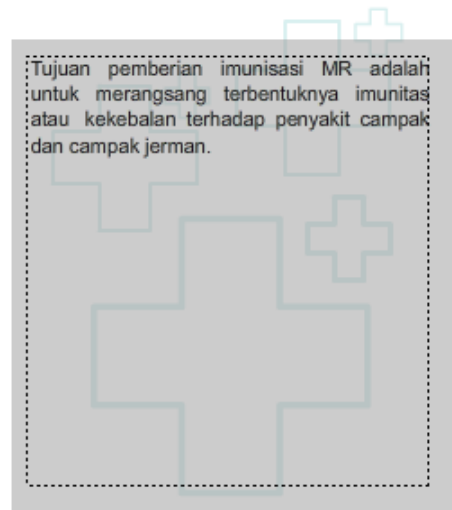 Tujuan pemberian imunisasi MR adalah
untuk merangsang terbentuknya imunitas
atau kekebalan terhadap penyakit campak
dan campak jerman.